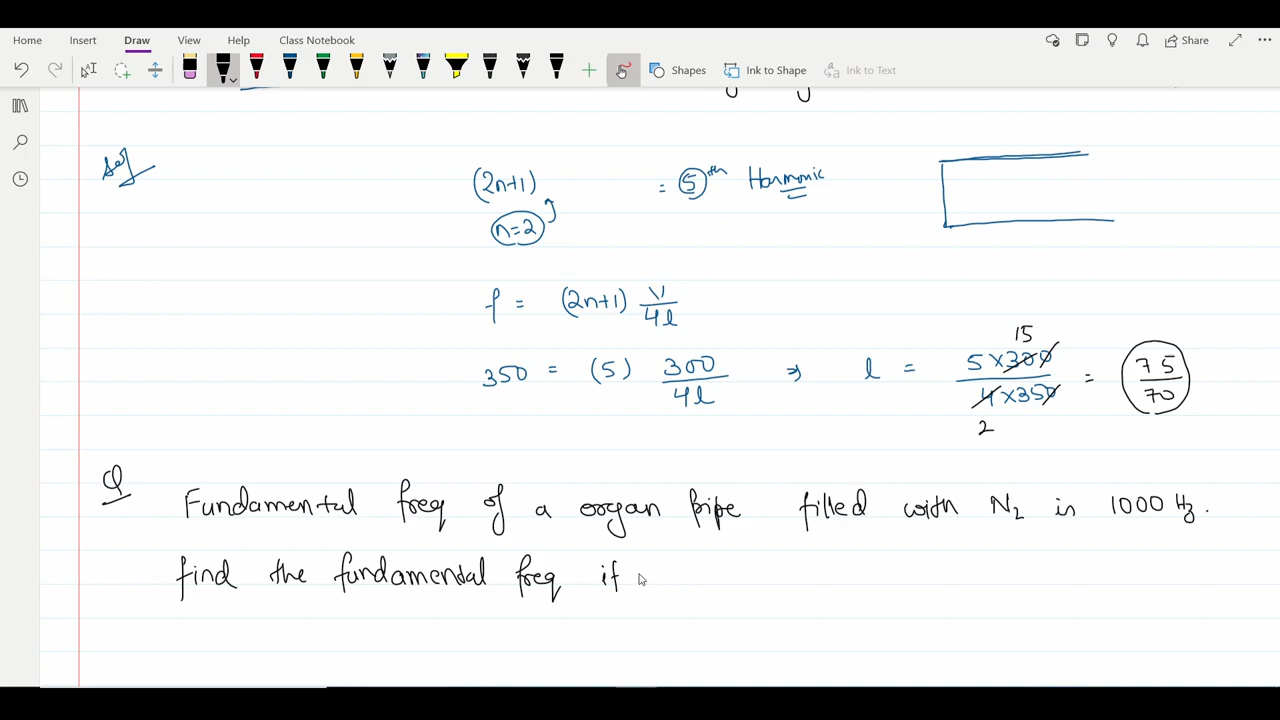 Home Insert Draw View Help Class Notebook Share
Shapes Ink to Shape Ink to Text
Sol
(2n+1) = 5th Harmonic
n=2
f = (2n+1) V/4l
350 = (5) 300/4l ⇒ l = 5×300/4×350 = 75/70
15
2
Q Fundamental freq of a organ pipe filled with N2 is 1000 Hz.
find the fundamental freq if